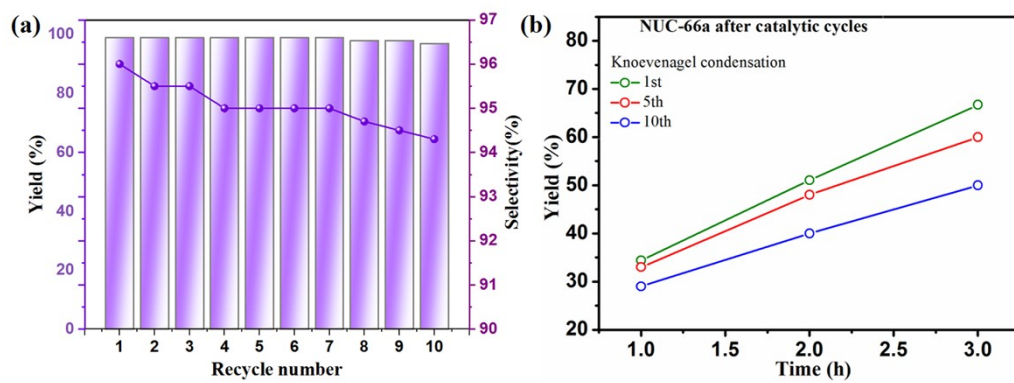 (a)
100
80
60
40
20
0
Yield (%)
97
96
95
94
93
92
91
90
Selectivity(%)
1 2 3 4 5 6 7 8 9 10
Recycle number
(b)
NUC-66a after catalytic cycles
Knoevenagel condensation
1st
5th
10th
80
70
60
50
40
30
20
Yield (%)
1.0 1.5 2.0 2.5 3.0
Time (h)